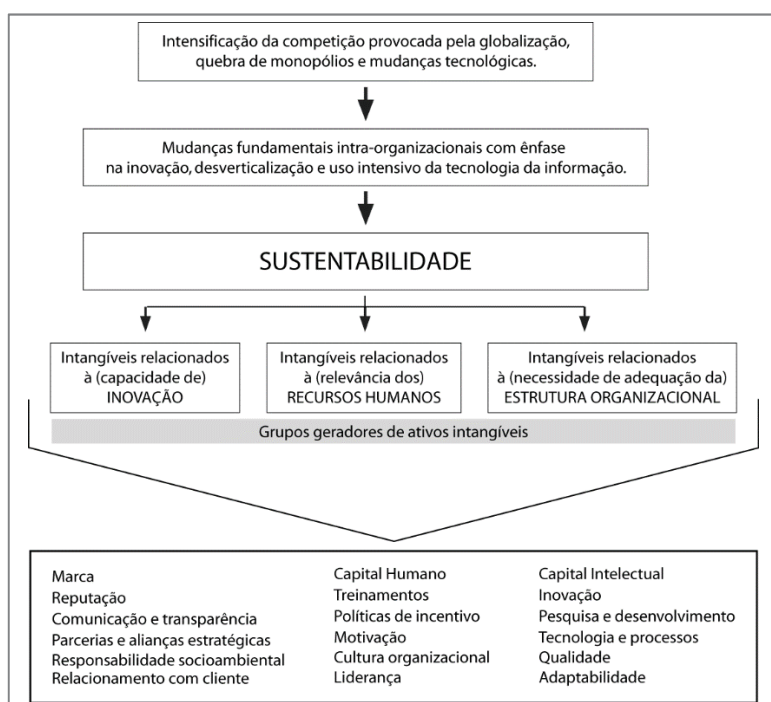 Intensificação da competição provocada pela globalização,
quebra de monopólios e mudanças tecnológicas.
Mudanças fundamentais intra-organizacionais com ênfase
na inovação, desverticalização e uso intensivo da tecnologia da informação.
SUSTENTABILIDADE
Intangíveis relacionados
à (capacidade de)
INOVAÇÃO
Intangíveis relacionados
à (relevância dos)
RECURSOS HUMANOS
Intangíveis relacionados
à (necessidade de adequação da)
ESTRUTURA ORGANIZACIONAL
Grupos geradores de ativos intangíveis
Marca
Reputação
Comunicação e transparência
Parcerias e alianças estratégicas
Responsabilidade socioambiental
Relacionamento com cliente
Capital Humano
Treinamentos
Políticas de incentivo
Motivação
Cultura organizacional
Liderança
Capital Intelectual
Inovação
Pesquisa e desenvolvimento
Tecnologia e processos
Qualidade
Adaptabilidade